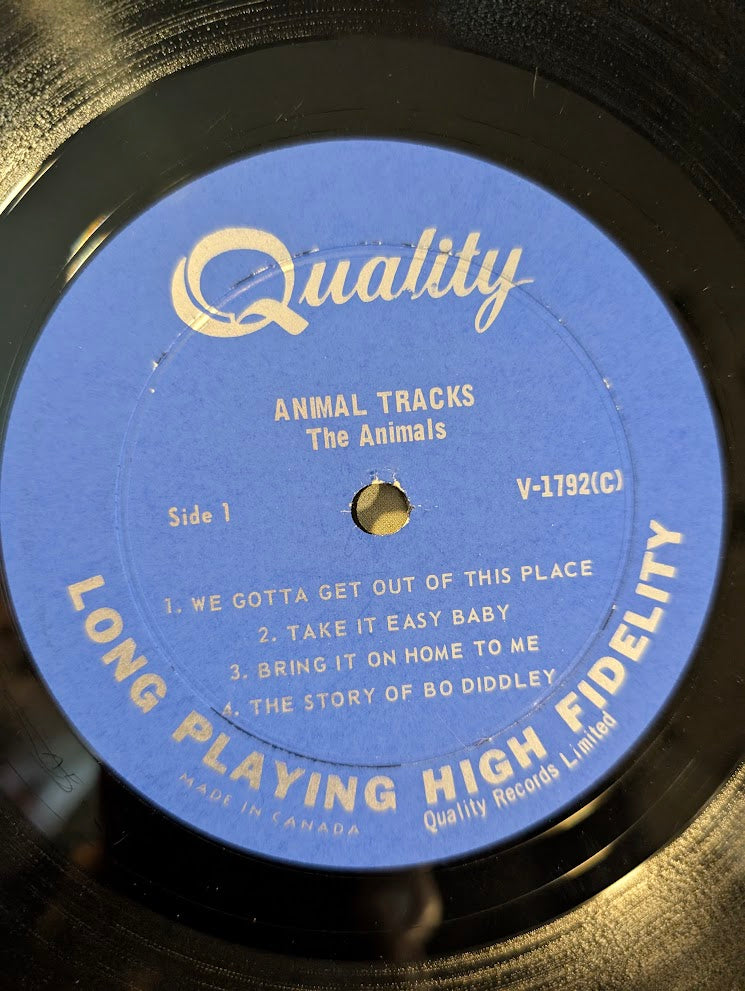 Quality
ANIMAL TRACKS
The Animals
V-1792(C)
Side 1
1. WE GOTTA GET OUT OF THIS PLACE
2. TAKE IT EASY BABY
3. BRING IT ON HOME TO ME
4. THE STORY OF BO DIDDLEY
LONG PLAYING HIGH FIDELITY
MADE IN CANADA
Quality Records Limited